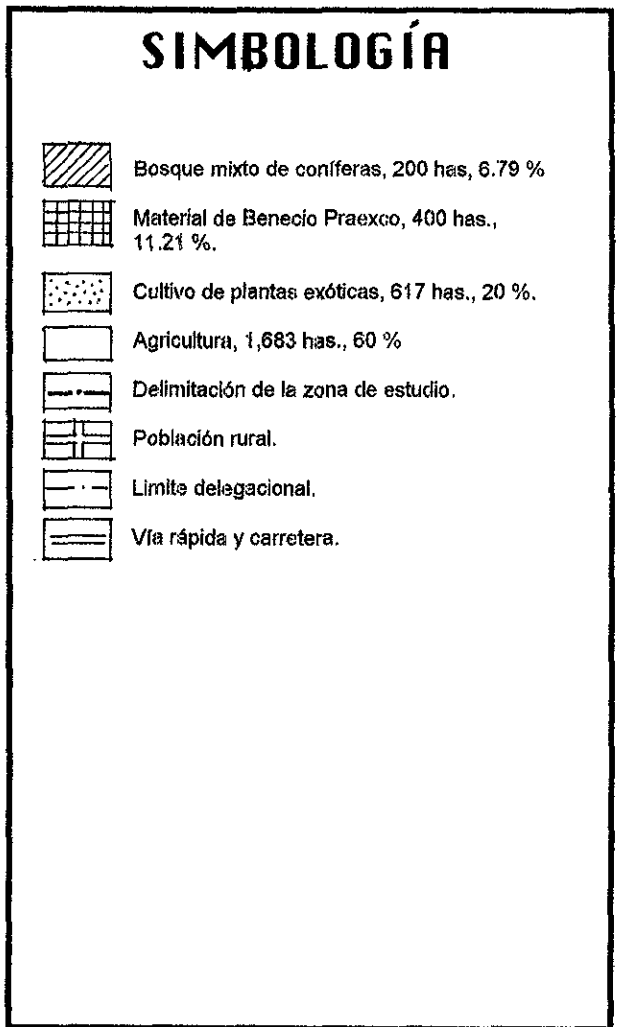 SIMBOLOGÍA
Bosque mixto de coníferas, 200 has, 6.79 %
Material de Benecio Praexco, 400 has.,
11.21 %.
Cultivo de plantas exóticas, 617 has., 20 %.
Agricultura, 1,683 has., 60 %
Delimitación de la zona de estudio.
Población rural.
Limite delegacional.
Vía rápida y carretera.